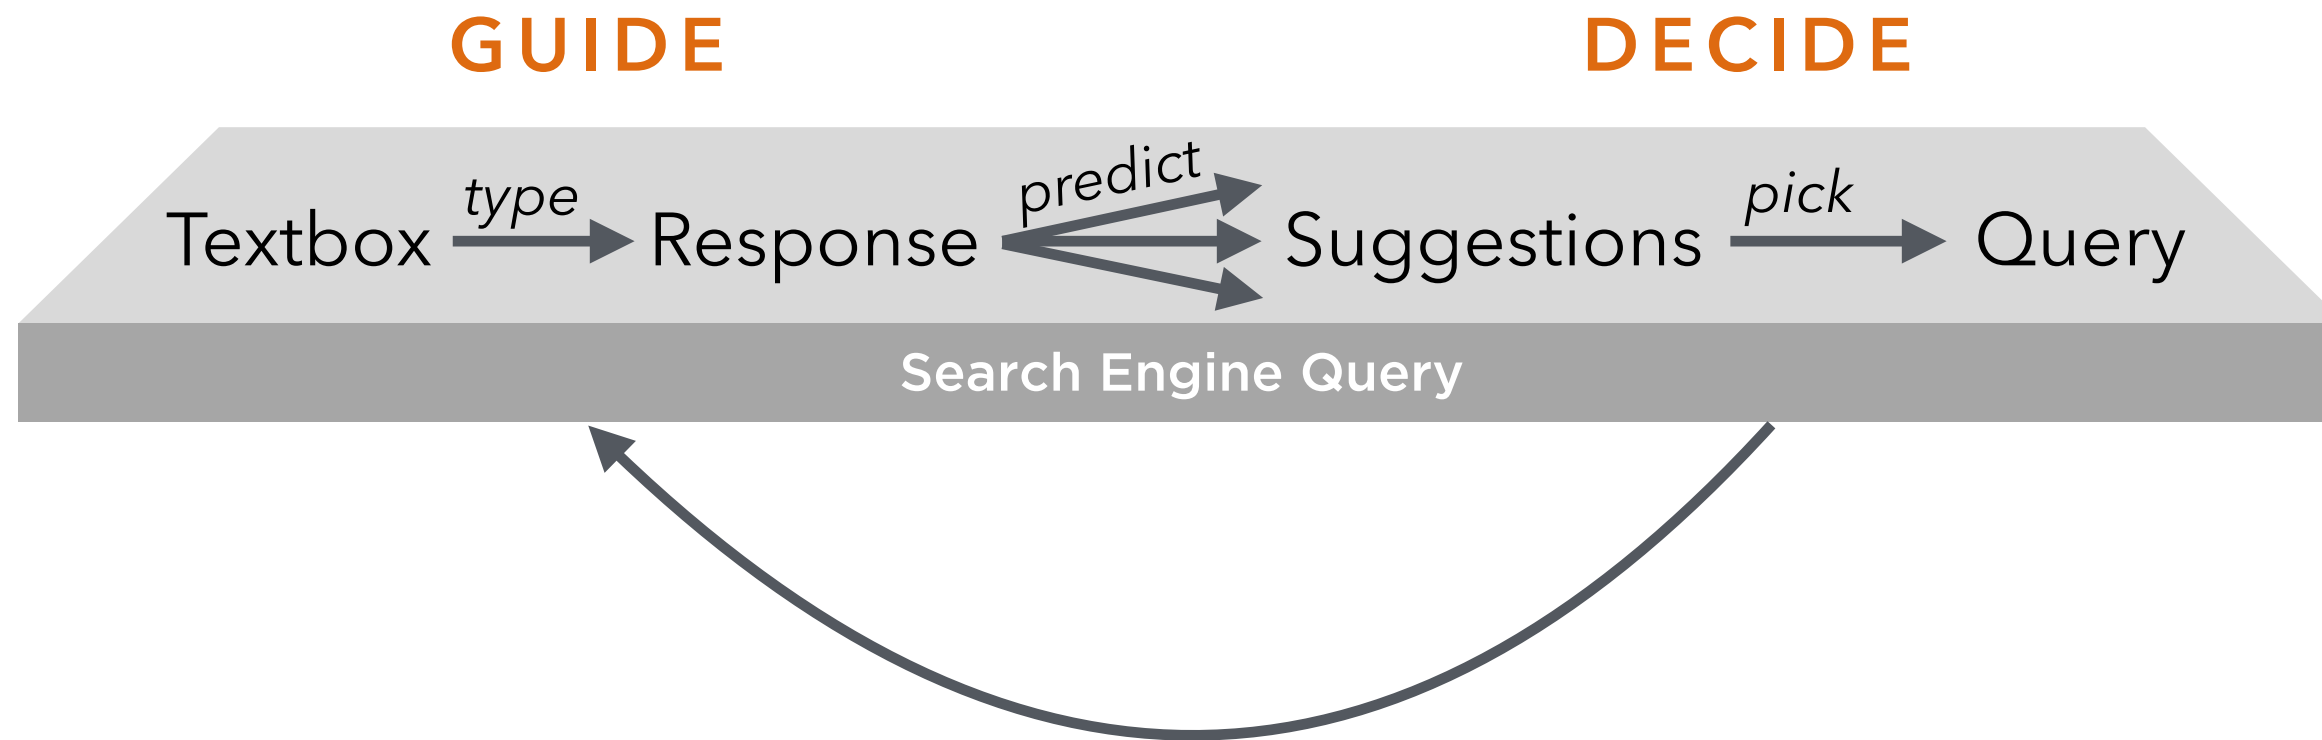 GUIDE DECIDE
type predict pick
Textbox Response Suggestions Query
Search Engine Query